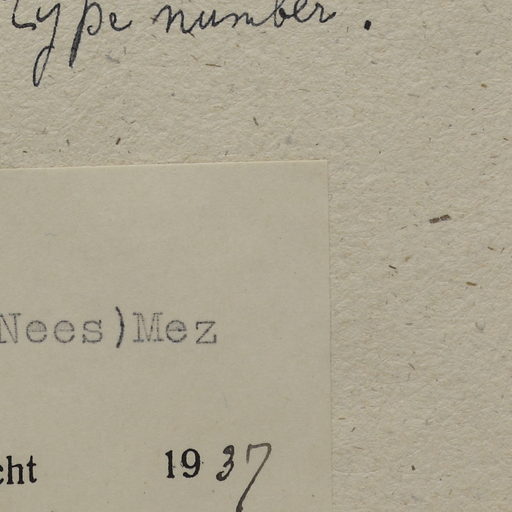 type number.
Nees)Mez
cht 1937